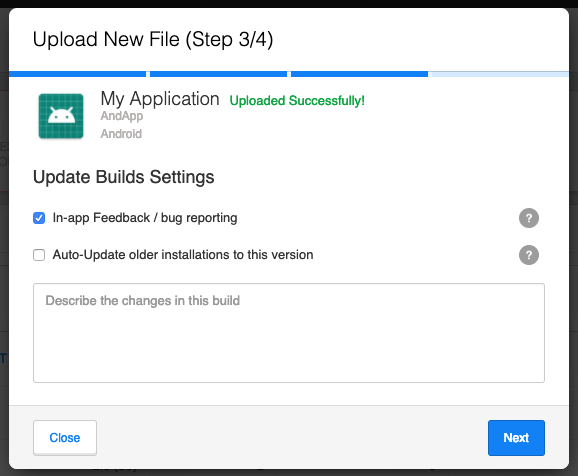 Upload New File (Step 3/4)
My Application Uploaded Successfully!
AndApp
Android
Update Builds Settings
In-app Feedback / bug reporting
?
Auto-Update older installations to this version
?
Describe the changes in this build
Close
Next